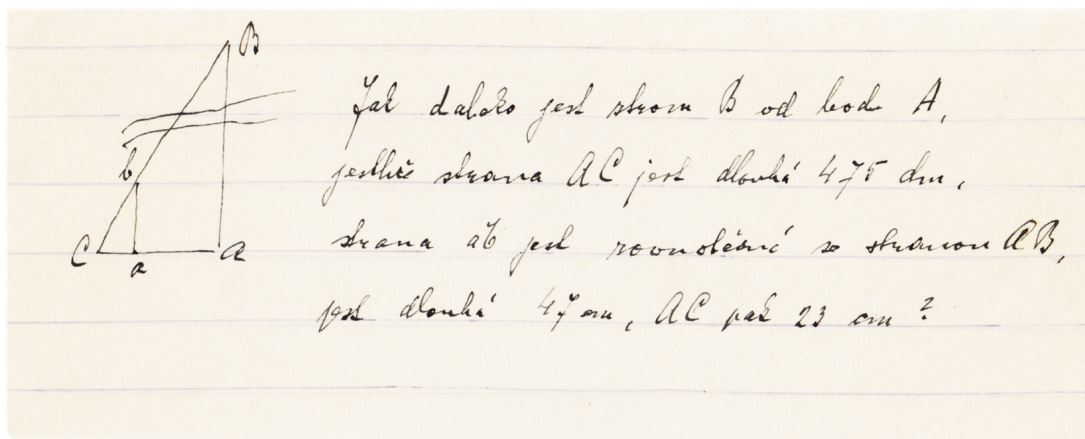 B
b
C a A
Jak daleko jest strom B od bodu A,
jestliže strana AC jest dlouhá 475 dm,
strana ab jest rovnoběžná se stranou AB,
jest dlouhá 47 cm, AC pak 23 cm?